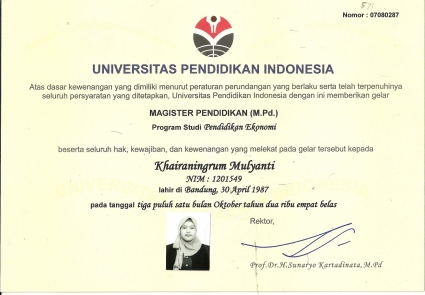 Nomor : 07080287
UNIVERSITAS PENDIDIKAN INDONESIA
Atas dasar kewenangan yang dimiliki menurut peraturan perundangan yang berlaku serta telah terpenuhinya
seluruh persyaratan yang ditetapkan, Universitas Pendidikan Indonesia dengan ini memberikan gelar
MAGISTER PENDIDIKAN (M.Pd.)
Program Studi Pendidikan Ekonomi
beserta seluruh hak, kewajiban, dan kewenangan yang melekat pada gelar tersebut kepada
Khairaningrum Mulyanti
NIM : 1201549
lahir di Bandung, 30 April 1987
pada tanggal tiga puluh satu bulan Oktober tahun dua ribu empat belas
Rektor,
Prof.Dr.H.Sunaryo Kartadinata,M.Pd